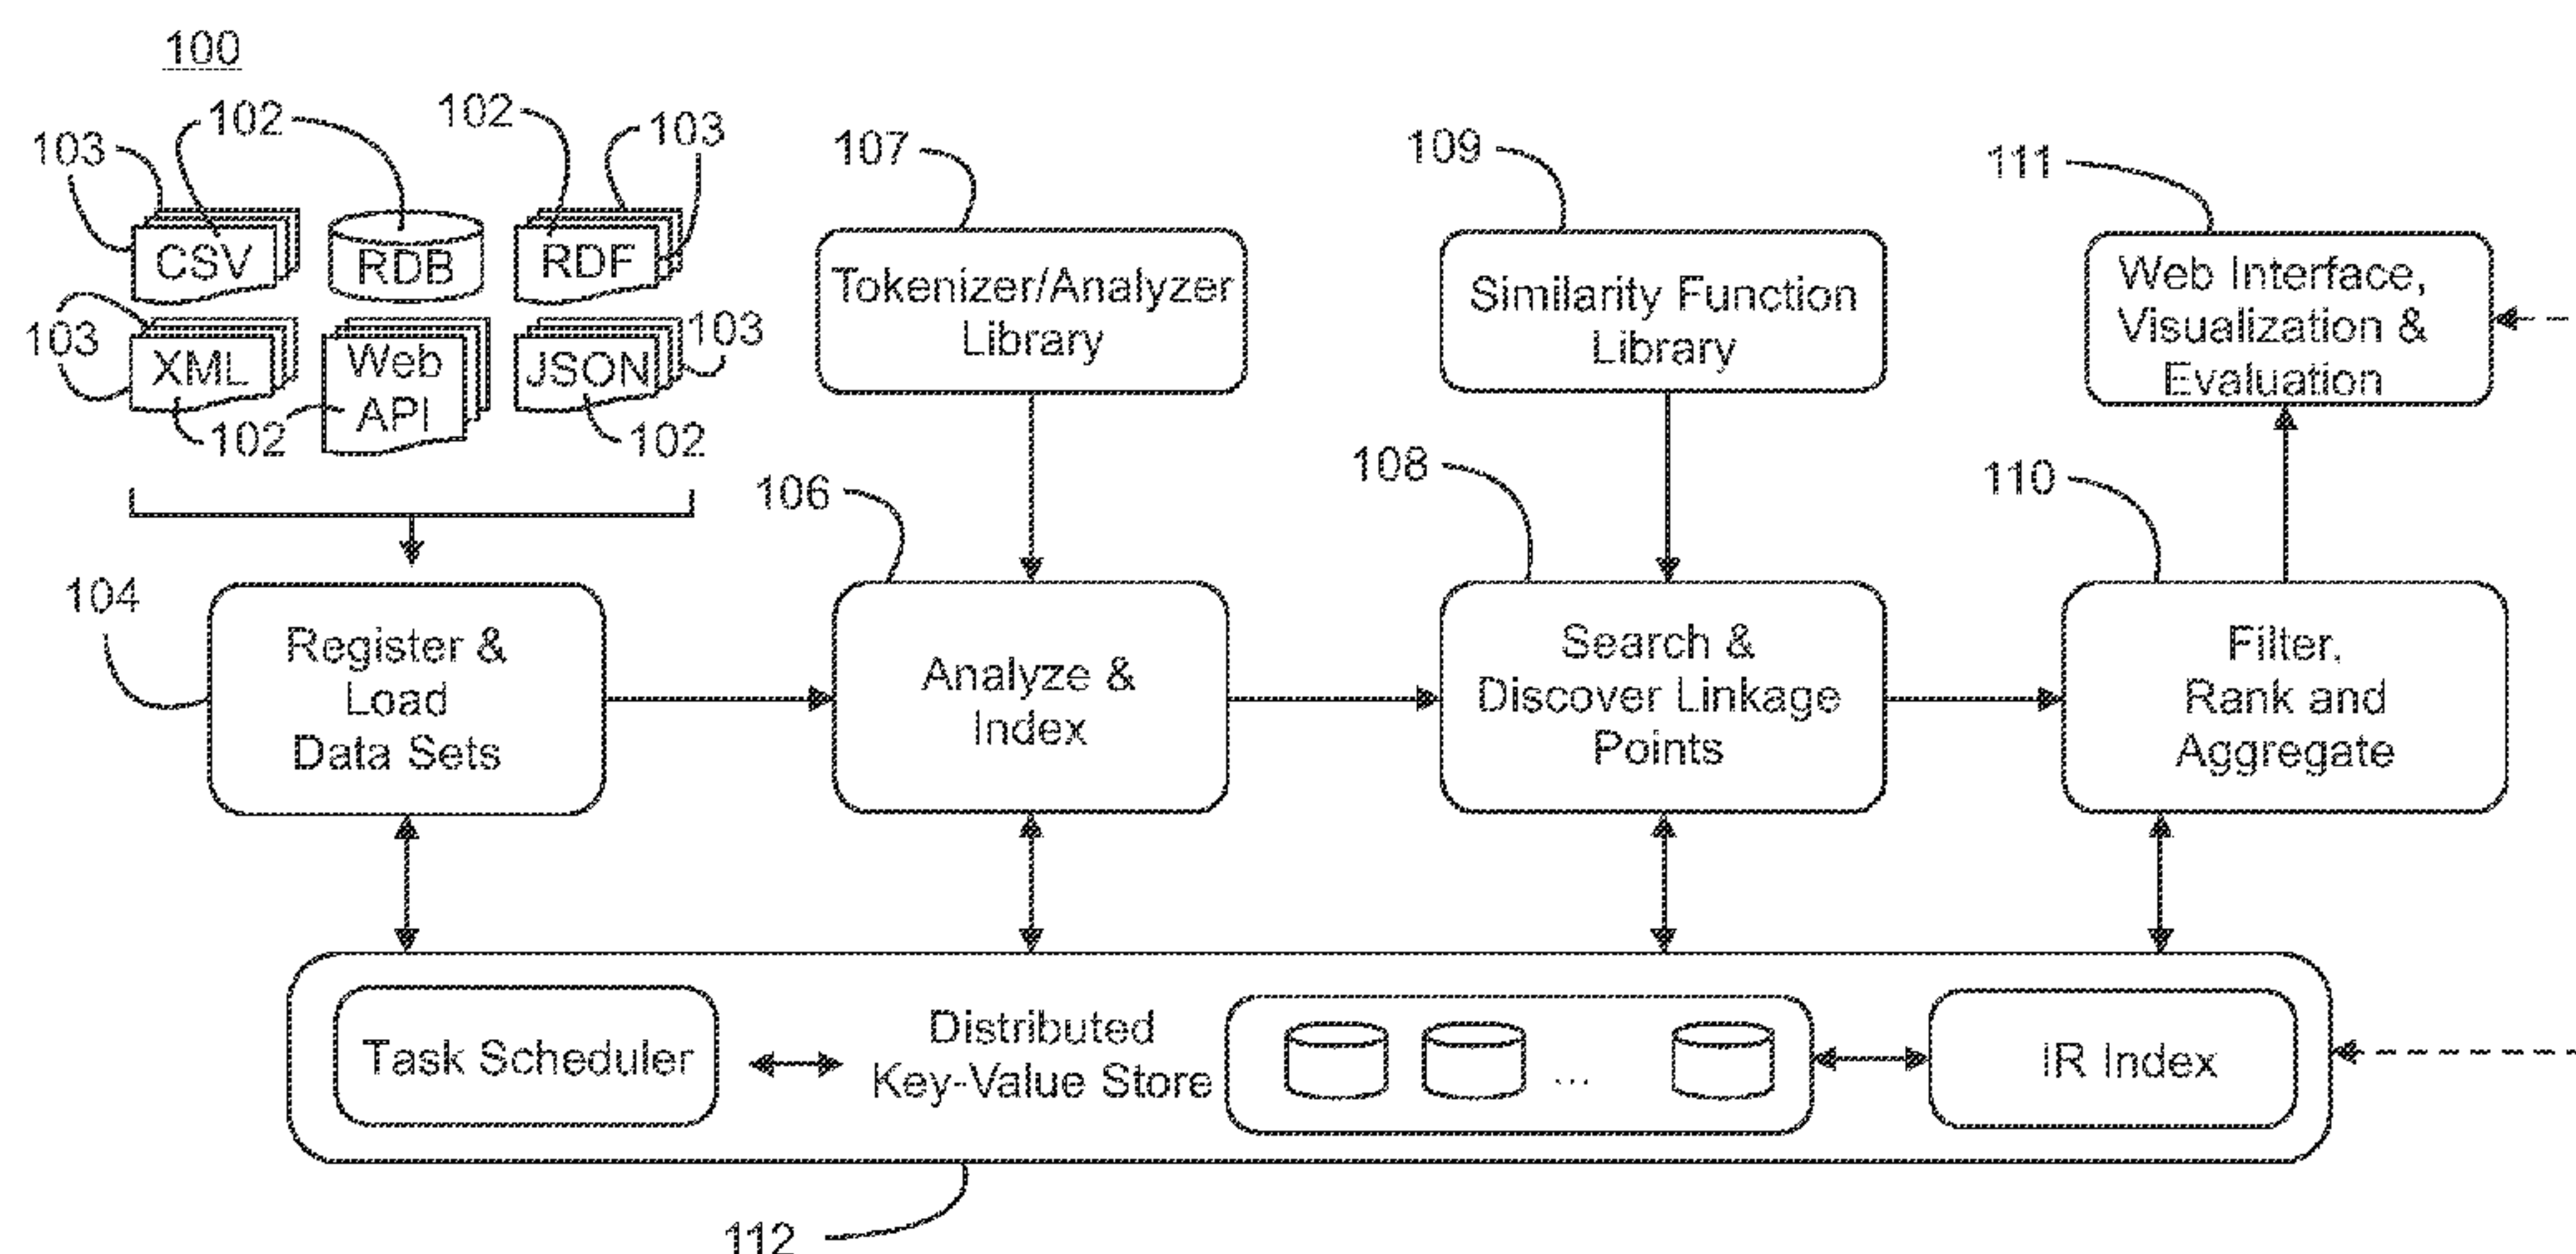 100
102
102
103
103
107
109
111
CSV
RDB
RDF
Tokenizer/Analyzer
Library
Similarity Function
Library
Web Interface,
Visualization &
Evaluation
103
103
XML
Web
API
JSON
102
102
106
108
110
104
Register &
Load
Data Sets
Analyze &
Index
Search &
Discover Linkage
Points
Filter,
Rank and
Aggregate
Task Scheduler
Distributed
Key-Value Store
...
IR Index
112